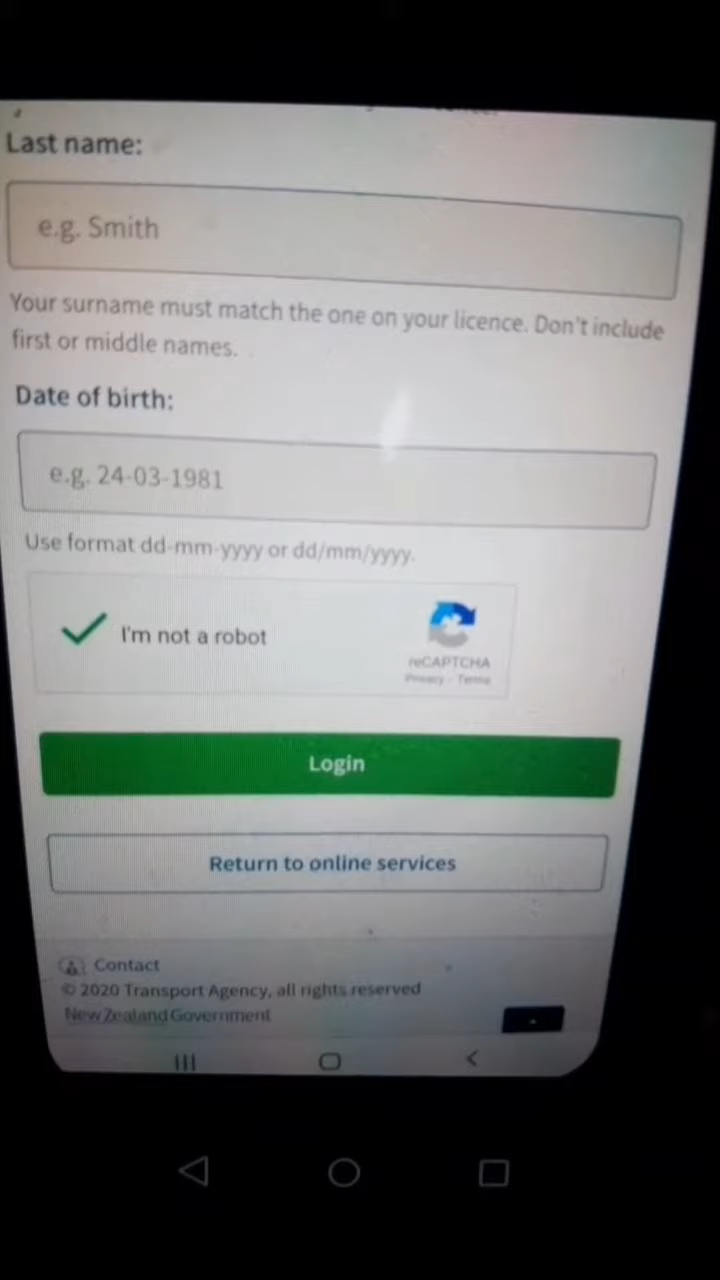 Last name:
e.g. Smith
Your surname must match the one on your licence. Don't include
first or middle names.
Date of birth:
e.g. 24-03-1981
Use format dd-mm-yyyy or dd/mm/yyyy.
I'm not a robot
reCAPTCHA
Privacy - Terms
Login
Return to online services
Contact
© 2020 Transport Agency, all rights reserved
New Zealand Government